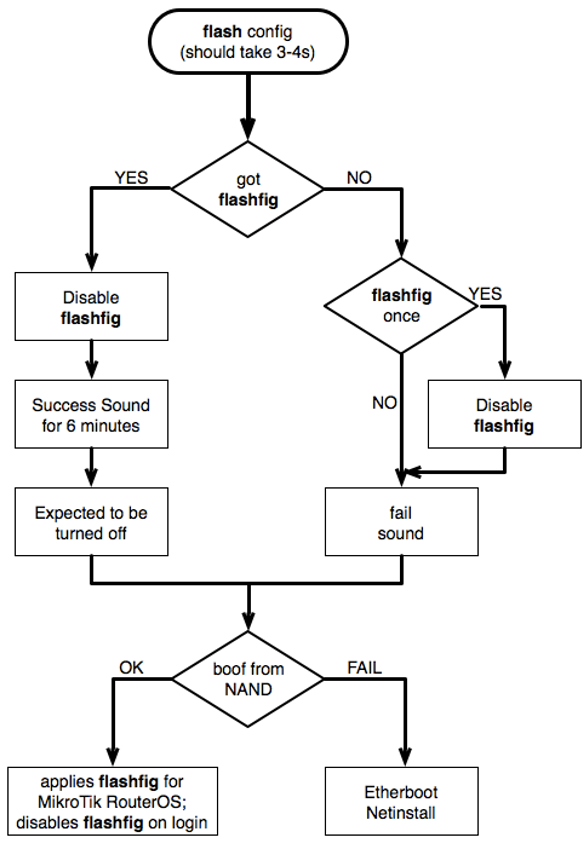 flash config
(should take 3-4s)
YES
got
flashfig
NO
Disable
flashfig
flashfig
once
YES
Success Sound
for 6 minutes
NO
Disable
flashfig
Expected to be
turned off
fail
sound
OK
boof from
NAND
FAIL
applies flashfig for
MikroTik RouterOS;
disables flashfig on login
Etherboot
Netinstall